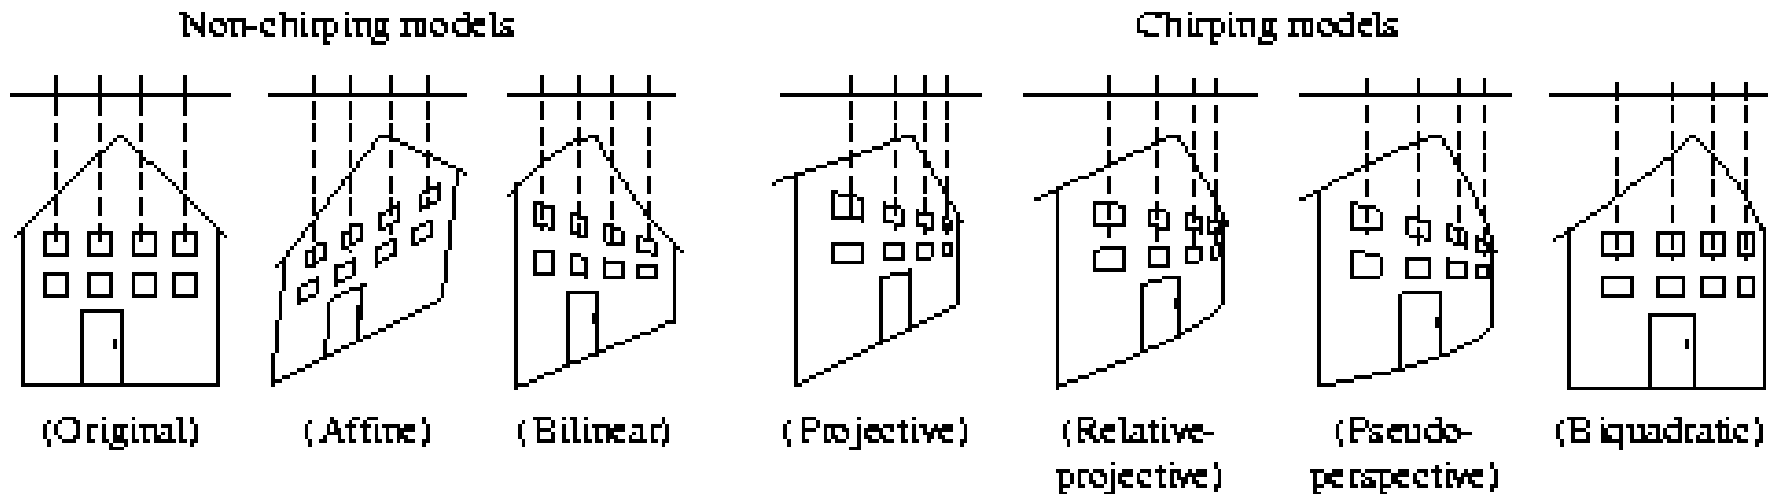 Non-chirping models
Chirping models
(Original)
(Affine)
(Bilinear)
(Projective)
(Relative-
projective)
(Pseudo-
perspective)
(Biquadratic)